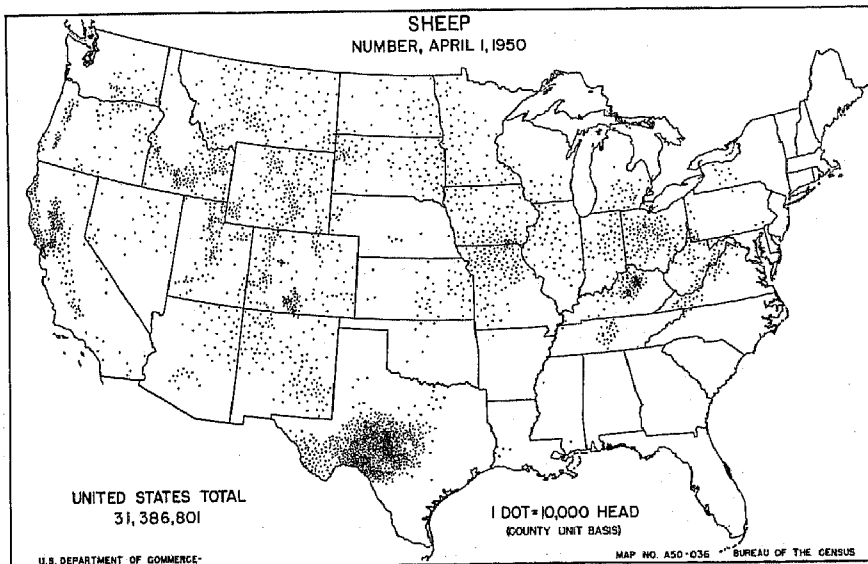 SHEEP
NUMBER, APRIL 1, 1950
UNITED STATES TOTAL
31,386,801
1 DOT=10,000 HEAD
(COUNTY UNIT BASIS)
U.S. DEPARTMENT OF COMMERCE-
MAP NO. A50-036
BUREAU OF THE CENSUS